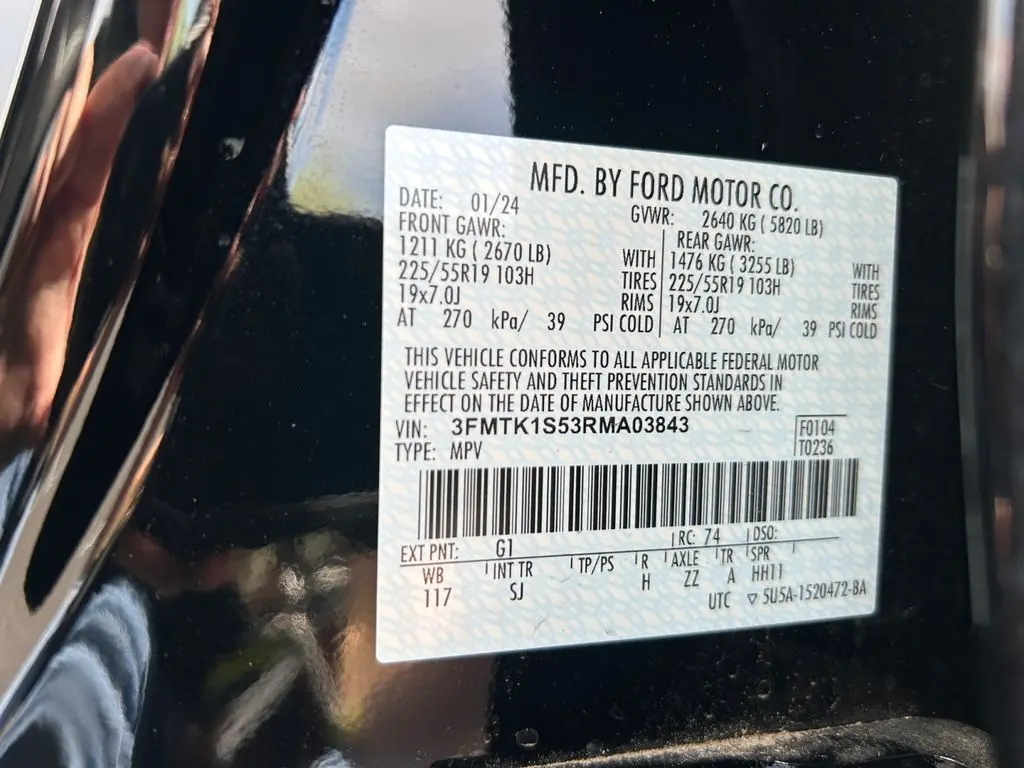 MFD. BY FORD MOTOR CO.
DATE: 01/24 GVWR: 2640 KG ( 5820 LB)
FRONT GAWR: REAR GAWR:
1211 KG ( 2670 LB) WITH 1476 KG ( 3255 LB) WITH
225/55R19 103H TIRES 225/55R19 103H TIRES
19x7.0J RIMS 19x7.0J RIMS
AT 270 kPa/ 39 PSI COLD AT 270 kPa/ 39 PSI COLD
THIS VEHICLE CONFORMS TO ALL APPLICABLE FEDERAL MOTOR
VEHICLE SAFETY AND THEFT PREVENTION STANDARDS IN
EFFECT ON THE DATE OF MANUFACTURE SHOWN ABOVE.
VIN: 3FMTK1S53RMA03843 F0104
TYPE: MPV T0236
EXT PNT: G1 RC: 74 DSO:
WB INT TR TP/PS R AXLE TR SPR
117 SJ H ZZ A HH11
UTC ▽ 5U5A-1520472-BA